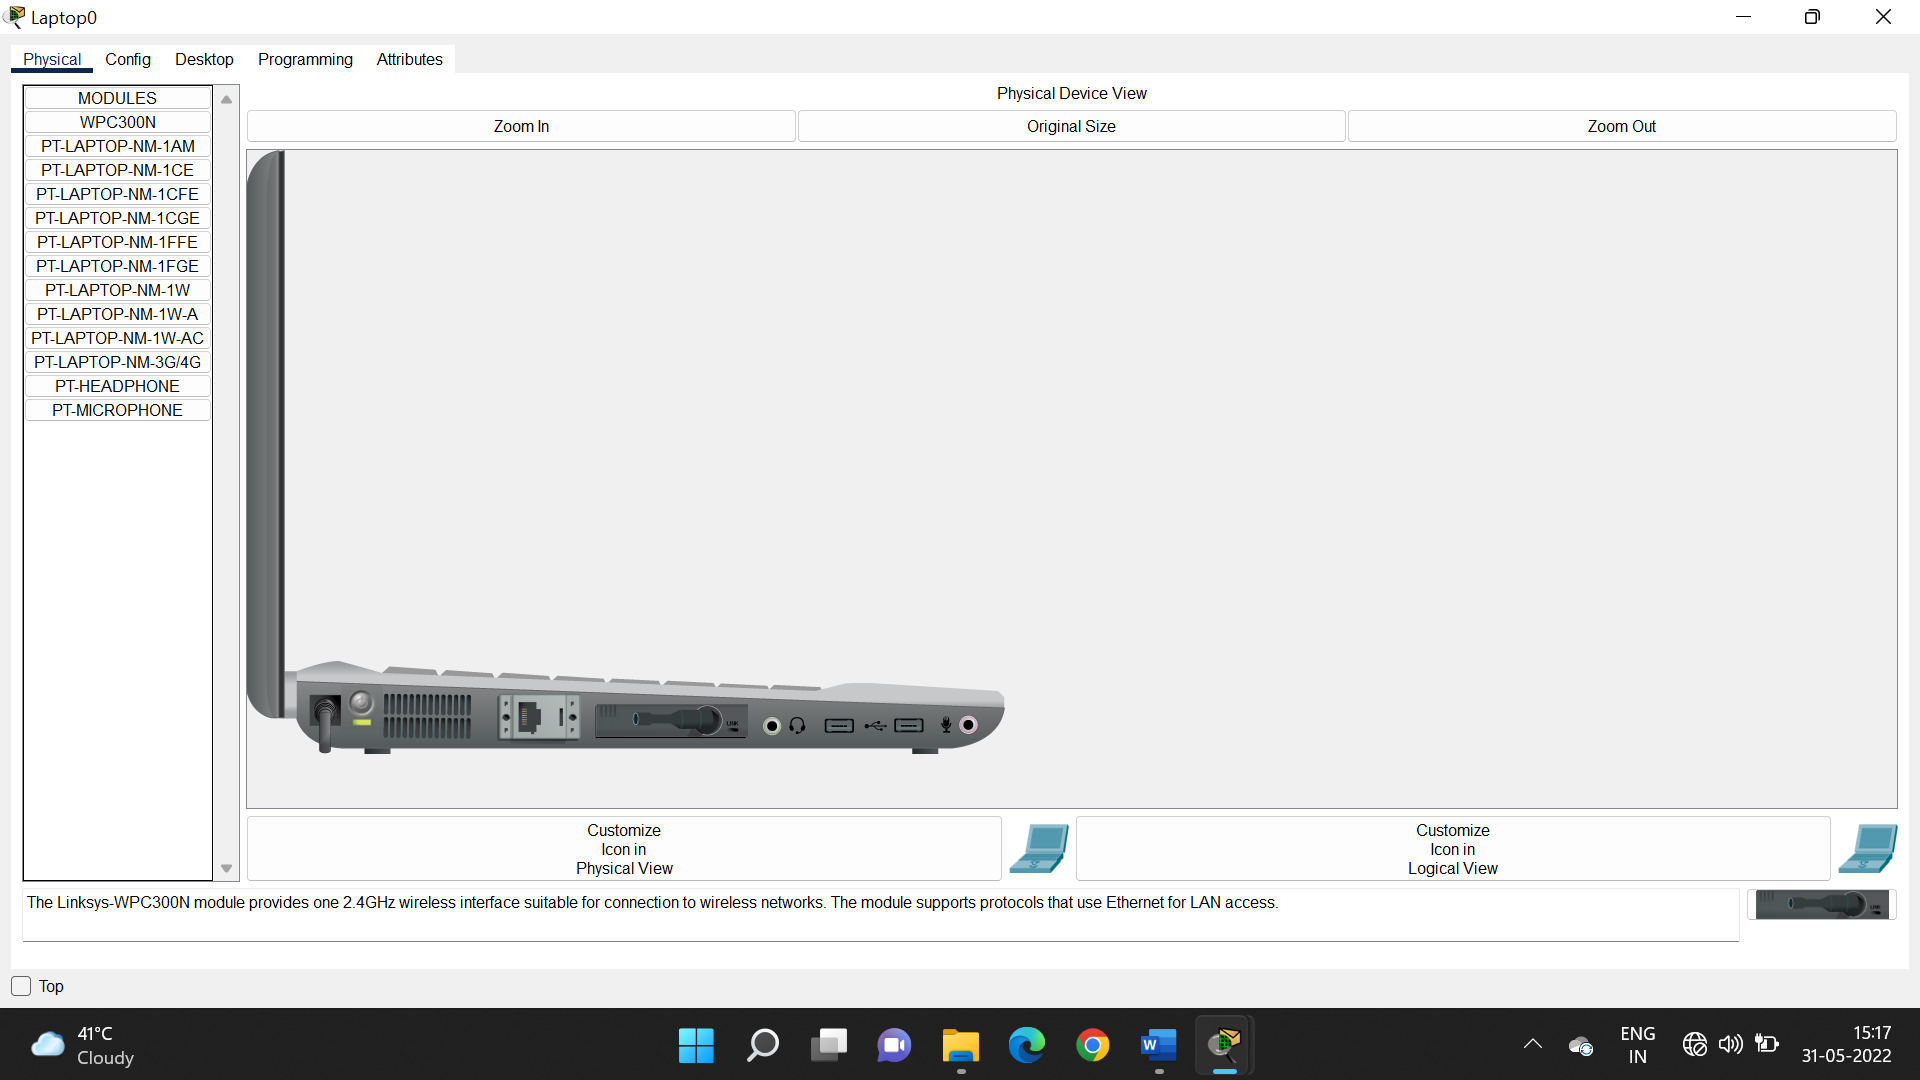 Laptop0
Physical Config Desktop Programming Attributes
MODULES
WPC300N
PT-LAPTOP-NM-1AM
PT-LAPTOP-NM-1CE
PT-LAPTOP-NM-1CFE
PT-LAPTOP-NM-1CGE
PT-LAPTOP-NM-1FFE
PT-LAPTOP-NM-1FGE
PT-LAPTOP-NM-1W
PT-LAPTOP-NM-1W-A
PT-LAPTOP-NM-1W-AC
PT-LAPTOP-NM-3G/4G
PT-HEADPHONE
PT-MICROPHONE
Physical Device View
Zoom In Original Size Zoom Out
LINK
Customize
Icon in
Physical View
Customize
Icon in
Logical View
The Linksys-WPC300N module provides one 2.4GHz wireless interface suitable for connection to wireless networks. The module supports protocols that use Ethernet for LAN access.
LINK
Top
41°C
Cloudy
W
ENG
IN
15:17
31-05-2022